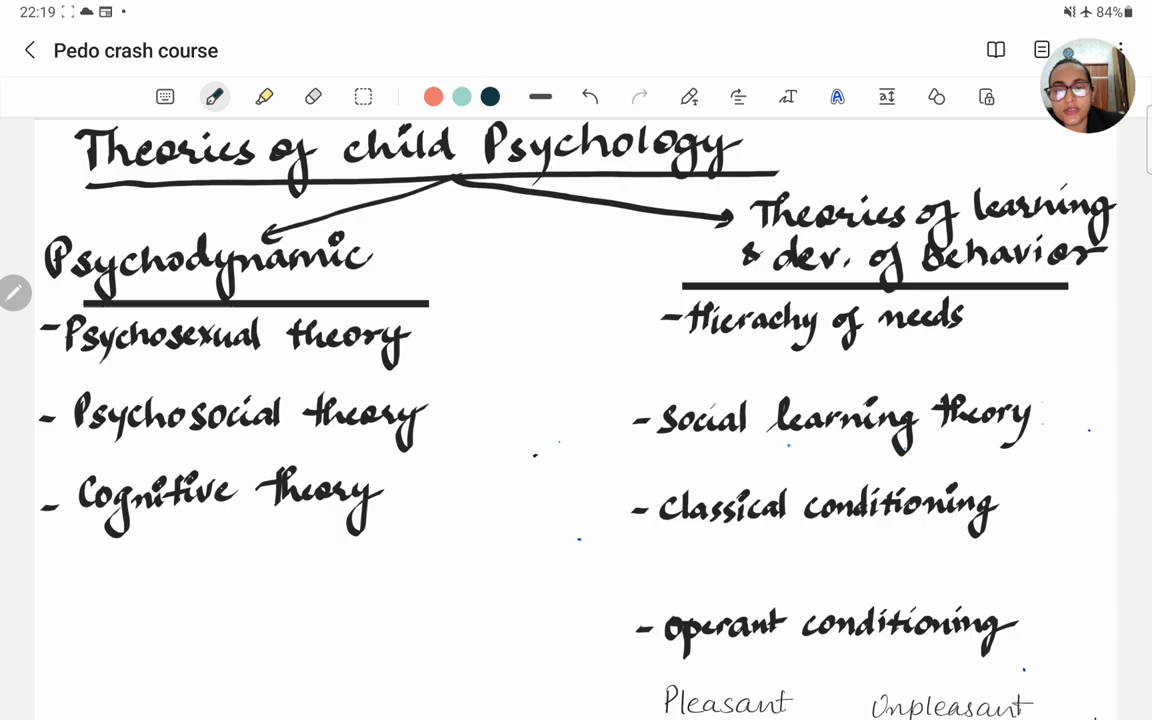 22:19
84%
Pedo crash course
Theories of child Psychology
Psychodynamic
- Psychosexual theory
- Psychosocial theory
- Cognitive theory
Theories of learning
& dev. of Behavior
- Hierachy of needs
- Social learning theory
- Classical conditioning
- operant conditioning
Pleasant Unpleasant